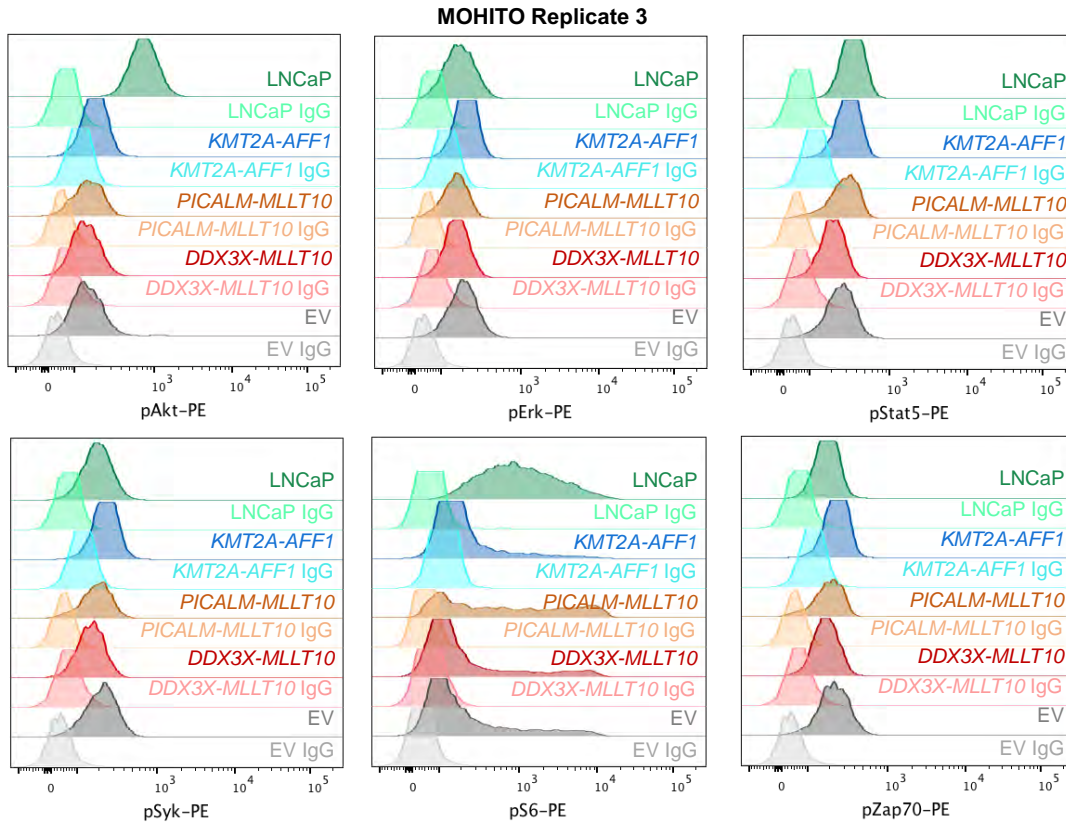 MOHITO Replicate 3
LNCaP
LNCaP IgG
KMT2A-AFF1
KMT2A-AFF1 IgG
PICALM-MLLT10
PICALM-MLLT10 IgG
DDX3X-MLLT10
DDX3X-MLLT10 IgG
EV
EV IgG
0 10³ 10⁴ 10⁵
pAkt-PE
LNCaP
LNCaP IgG
KMT2A-AFF1
KMT2A-AFF1 IgG
PICALM-MLLT10
PICALM-MLLT10 IgG
DDX3X-MLLT10
DDX3X-MLLT10 IgG
EV
EV IgG
0 10³ 10⁴ 10⁵
pErk-PE
LNCaP
LNCaP IgG
KMT2A-AFF1
KMT2A-AFF1 IgG
PICALM-MLLT10
PICALM-MLLT10 IgG
DDX3X-MLLT10
DDX3X-MLLT10 IgG
EV
EV IgG
0 10³ 10⁴ 10⁵
pStat5-PE
LNCaP
LNCaP IgG
KMT2A-AFF1
KMT2A-AFF1 IgG
PICALM-MLLT10
PICALM-MLLT10 IgG
DDX3X-MLLT10
DDX3X-MLLT10 IgG
EV
EV IgG
0 10³ 10⁴ 10⁵
pSyk-PE
LNCaP
LNCaP IgG
KMT2A-AFF1
KMT2A-AFF1 IgG
PICALM-MLLT10
PICALM-MLLT10 IgG
DDX3X-MLLT10
DDX3X-MLLT10 IgG
EV
EV IgG
0 10³ 10⁴ 10⁵
pS6-PE
LNCaP
LNCaP IgG
KMT2A-AFF1
KMT2A-AFF1 IgG
PICALM-MLLT10
PICALM-MLLT10 IgG
DDX3X-MLLT10
DDX3X-MLLT10 IgG
EV
EV IgG
0 10³ 10⁴ 10⁵
pZap70-PE